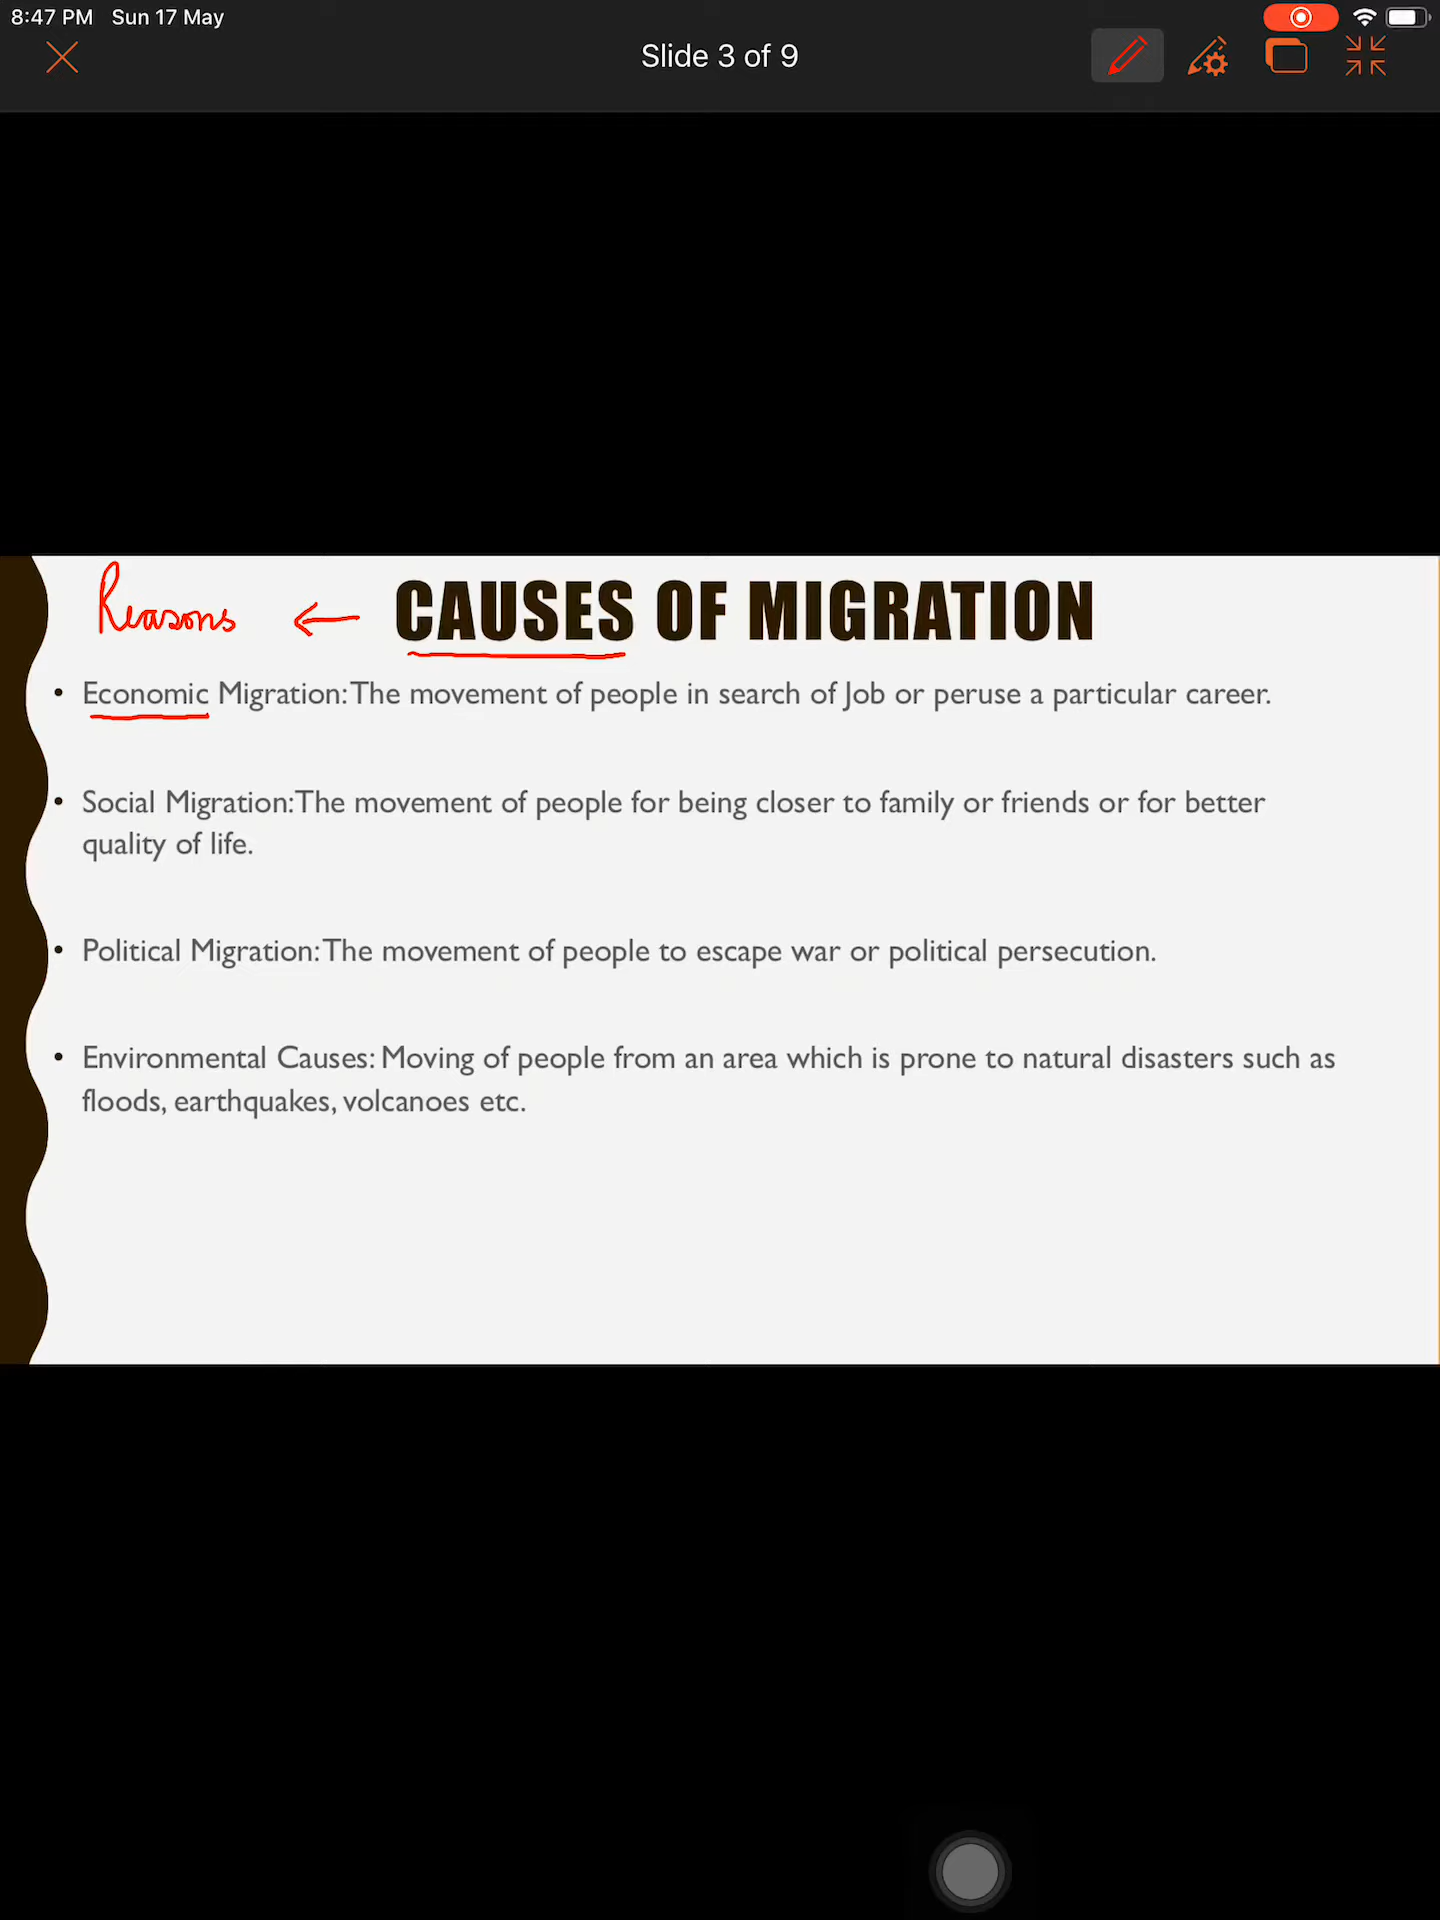 8:47 PM Sun 17 May
Slide 3 of 9
Reasons ← CAUSES OF MIGRATION
• Economic Migration: The movement of people in search of Job or peruse a particular career.
• Social Migration: The movement of people for being closer to family or friends or for better
quality of life.
• Political Migration: The movement of people to escape war or political persecution.
• Environmental Causes: Moving of people from an area which is prone to natural disasters such as
floods, earthquakes, volcanoes etc.